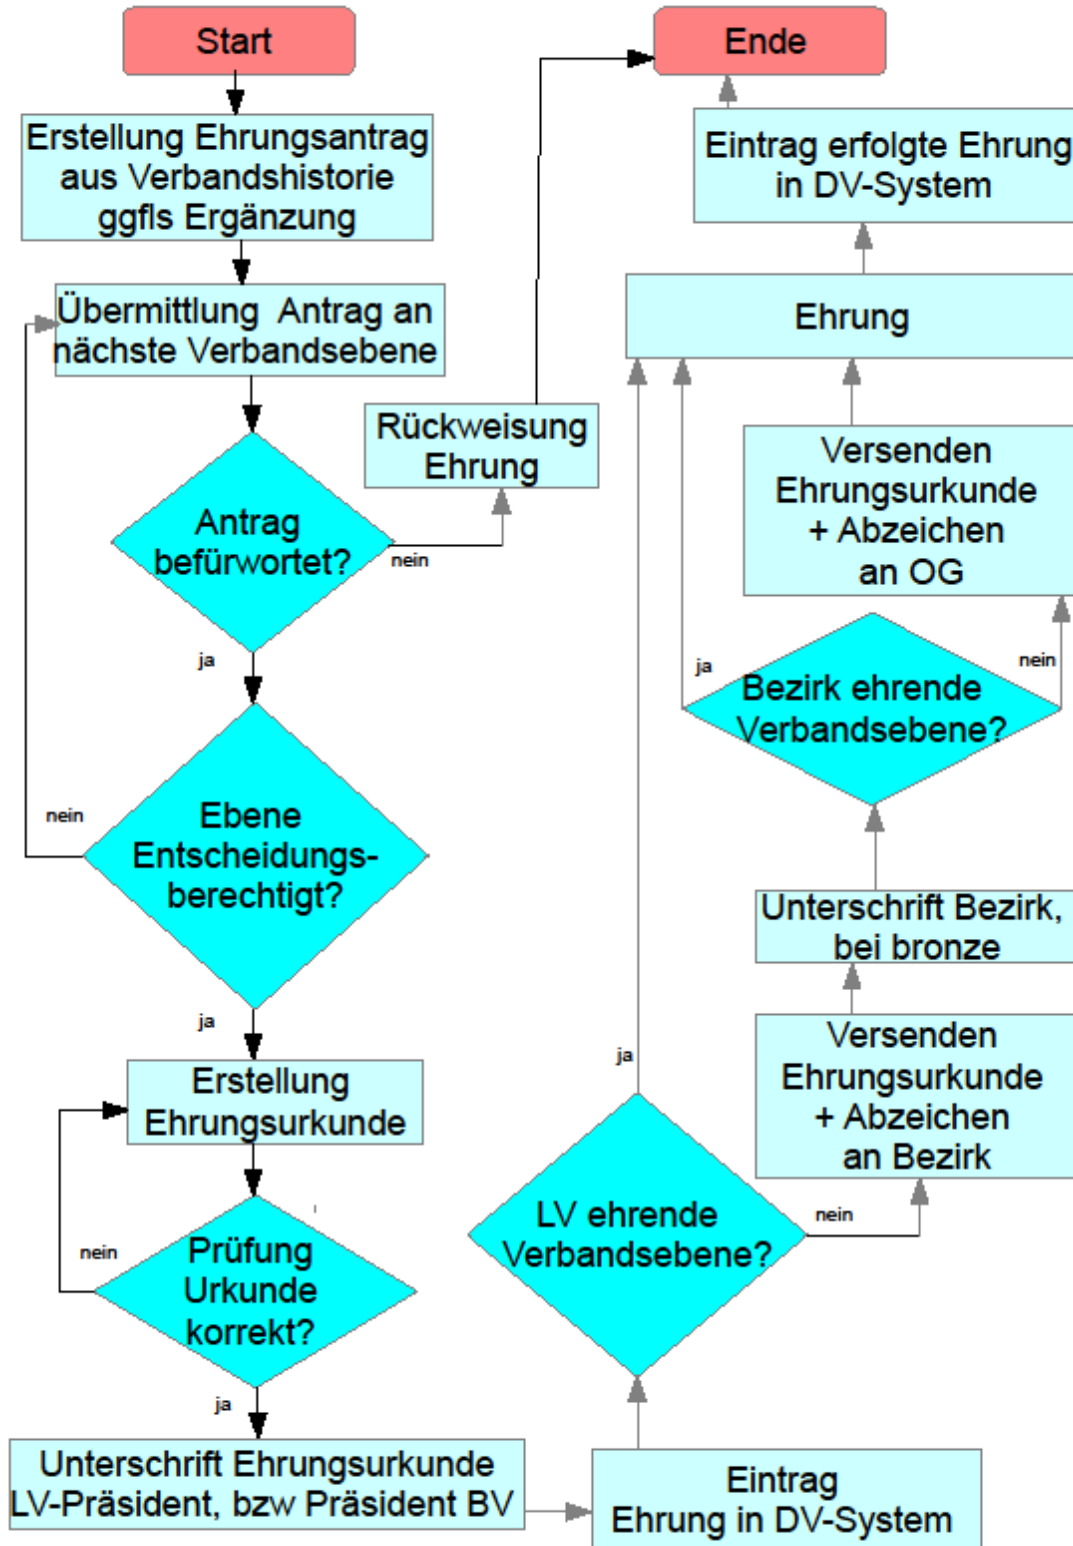 Start
Erstellung Ehrungsantrag
aus Verbandshistorie
ggfls Ergänzung
Übermittlung Antrag an
nächste Verbandsebene
Antrag
befürwortet?
nein
Rückweisung
Ehrung
ja
Ebene
Entscheidungs-
berechtigt?
nein
ja
Erstellung
Ehrungsurkunde
Prüfung
Urkunde
korrekt?
nein
ja
Unterschrift Ehrungsurkunde
LV-Präsident, bzw Präsident BV
Eintrag
Ehrung in DV-System
LV ehrende
Verbandsebene?
ja
nein
Versenden
Ehrungsurkunde
+ Abzeichen
an Bezirk
Unterschrift Bezirk,
bei bronze
Bezirk ehrende
Verbandsebene?
ja
nein
Versenden
Ehrungsurkunde
+ Abzeichen
an OG
Ehrung
Eintrag erfolgte Ehrung
in DV-System
Ende